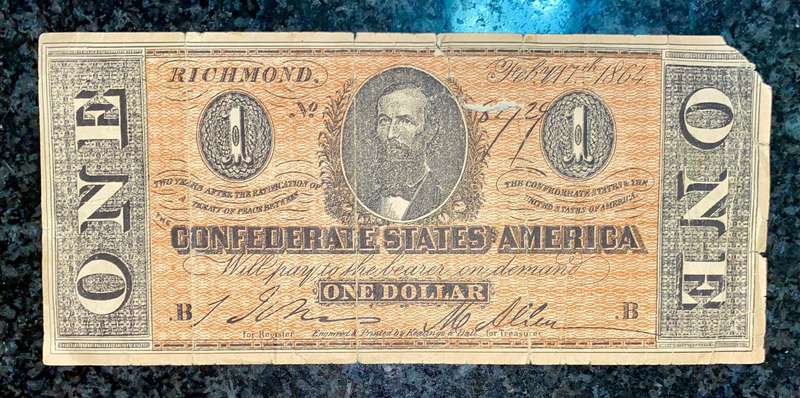 RICHMOND.
Feby. 17th 1864
No
ONE
1
1
ONE
TWO YEARS AFTER THE RATIFICATION OF
A TREATY OF PEACE BETWEEN
THE CONFEDERATE STATES & THE
UNITED STATES OF AMERICA.
THE
CONFEDERATE STATES OF AMERICA
Will pay to the bearer on demand
ONE DOLLAR
.B
.B
for Register
Engraved & Printed by Keatinge & Ball
for Treasurer